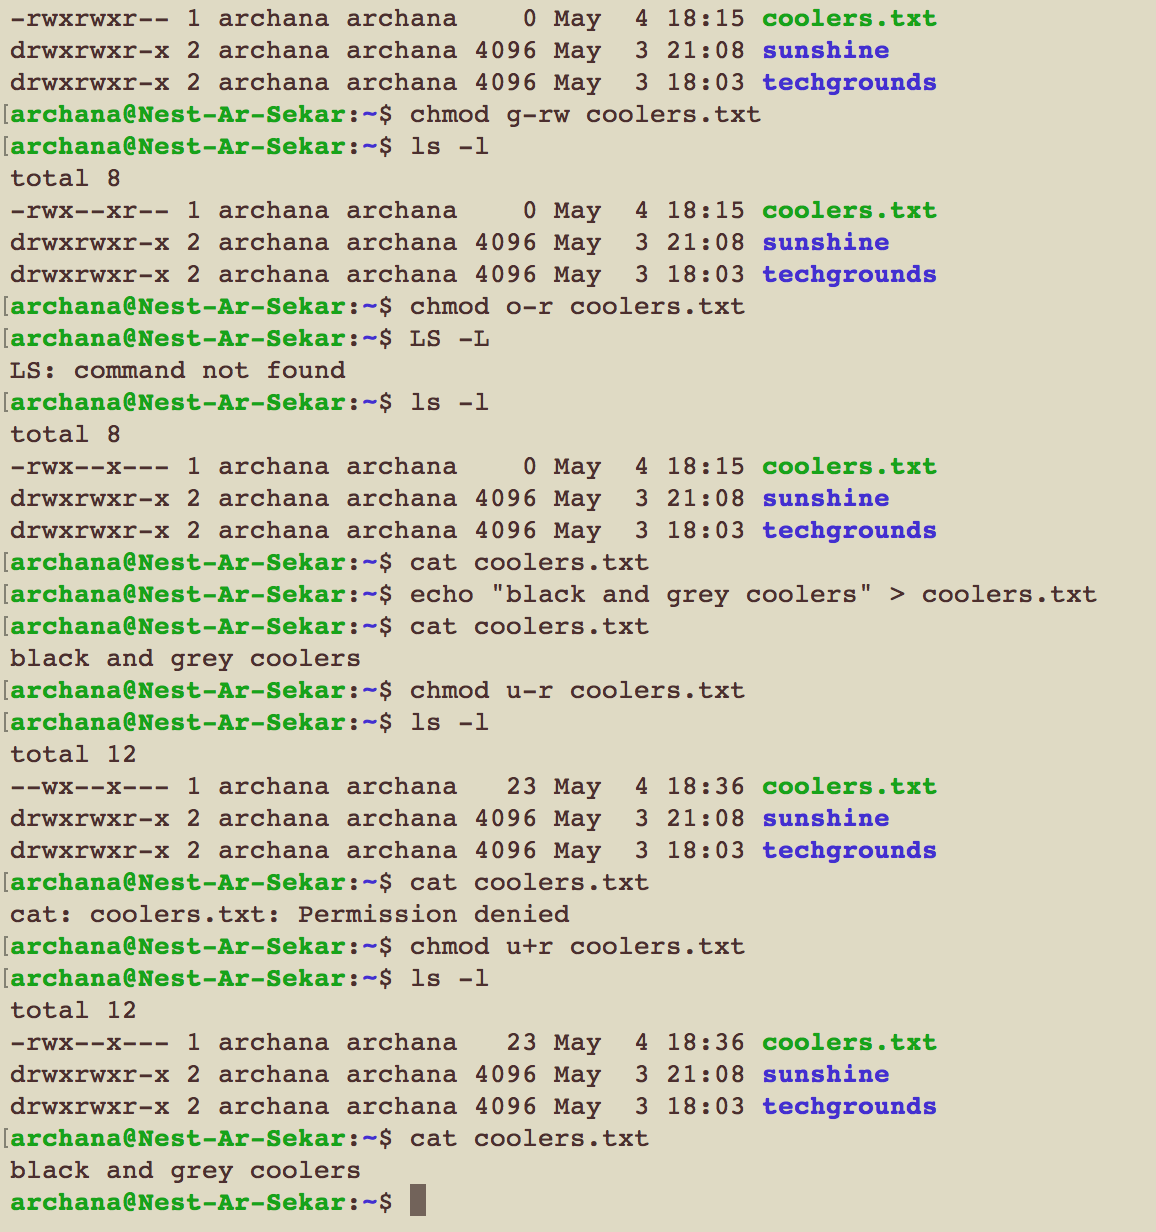 -rwxrwxr-- 1 archana archana    0 May  4 18:15 coolers.txt
drwxrwxr-x 2 archana archana 4096 May  3 21:08 sunshine
drwxrwxr-x 2 archana archana 4096 May  3 18:03 techgrounds
[archana@Nest-Ar-Sekar:~$ chmod g-rw coolers.txt
[archana@Nest-Ar-Sekar:~$ ls -l
total 8
-rwx--xr-- 1 archana archana    0 May  4 18:15 coolers.txt
drwxrwxr-x 2 archana archana 4096 May  3 21:08 sunshine
drwxrwxr-x 2 archana archana 4096 May  3 18:03 techgrounds
[archana@Nest-Ar-Sekar:~$ chmod o-r coolers.txt
[archana@Nest-Ar-Sekar:~$ LS -L
LS: command not found
[archana@Nest-Ar-Sekar:~$ ls -l
total 8
-rwx--x--- 1 archana archana    0 May  4 18:15 coolers.txt
drwxrwxr-x 2 archana archana 4096 May  3 21:08 sunshine
drwxrwxr-x 2 archana archana 4096 May  3 18:03 techgrounds
[archana@Nest-Ar-Sekar:~$ cat coolers.txt
[archana@Nest-Ar-Sekar:~$ echo "black and grey coolers" > coolers.txt
[archana@Nest-Ar-Sekar:~$ cat coolers.txt
black and grey coolers
[archana@Nest-Ar-Sekar:~$ chmod u-r coolers.txt
[archana@Nest-Ar-Sekar:~$ ls -l
total 12
--wx--x--- 1 archana archana   23 May  4 18:36 coolers.txt
drwxrwxr-x 2 archana archana 4096 May  3 21:08 sunshine
drwxrwxr-x 2 archana archana 4096 May  3 18:03 techgrounds
[archana@Nest-Ar-Sekar:~$ cat coolers.txt
cat: coolers.txt: Permission denied
[archana@Nest-Ar-Sekar:~$ chmod u+r coolers.txt
[archana@Nest-Ar-Sekar:~$ ls -l
total 12
-rwx--x--- 1 archana archana   23 May  4 18:36 coolers.txt
drwxrwxr-x 2 archana archana 4096 May  3 21:08 sunshine
drwxrwxr-x 2 archana archana 4096 May  3 18:03 techgrounds
[archana@Nest-Ar-Sekar:~$ cat coolers.txt
black and grey coolers
archana@Nest-Ar-Sekar:~$